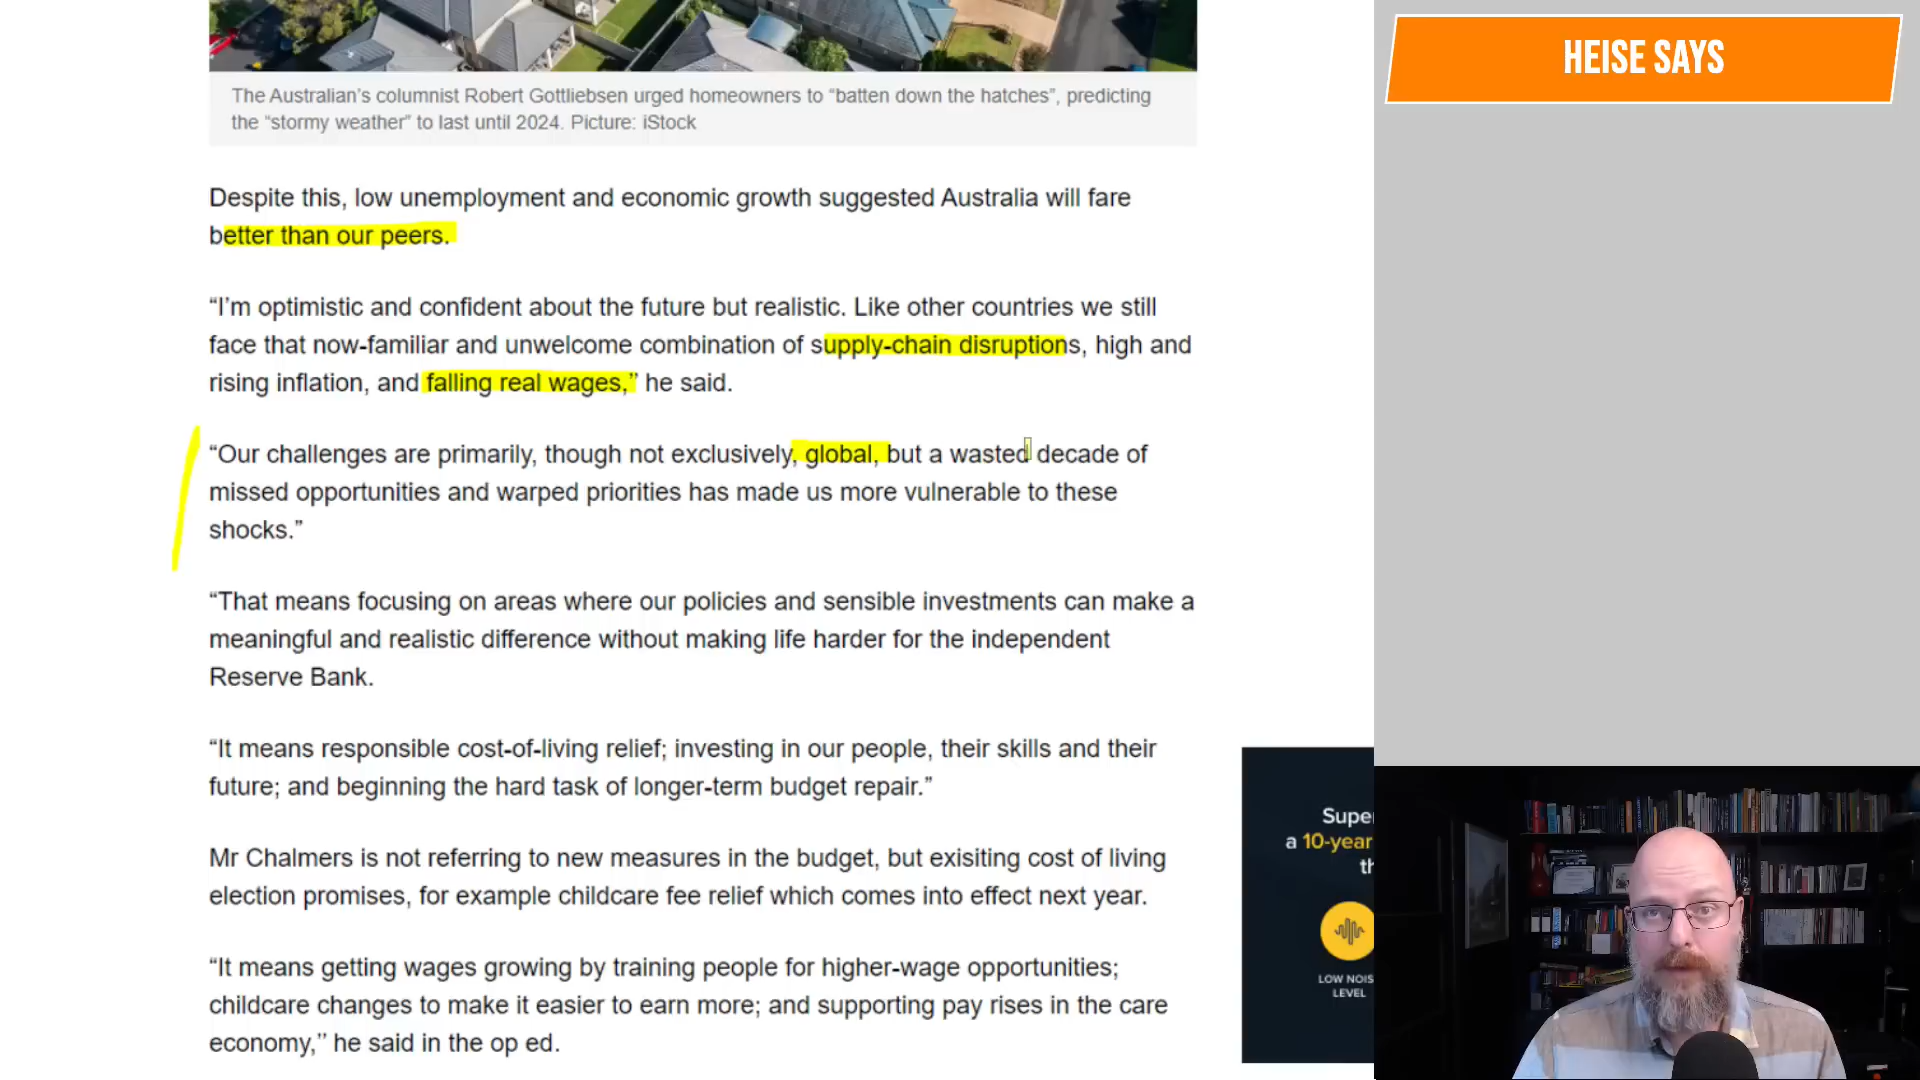 HEISE SAYS
The Australian’s columnist Robert Gottliebsen urged homeowners to “batten down the hatches”, predicting
the “stormy weather” to last until 2024. Picture: iStock
Despite this, low unemployment and economic growth suggested Australia will fare
better than our peers.
“I’m optimistic and confident about the future but realistic. Like other countries we still
face that now-familiar and unwelcome combination of supply-chain disruptions, high and
rising inflation, and falling real wages,” he said.
“Our challenges are primarily, though not exclusively, global, but a wasted decade of
missed opportunities and warped priorities has made us more vulnerable to these
shocks.”
“That means focusing on areas where our policies and sensible investments can make a
meaningful and realistic difference without making life harder for the independent
Reserve Bank.
“It means responsible cost-of-living relief; investing in our people, their skills and their
future; and beginning the hard task of longer-term budget repair.”
Mr Chalmers is not referring to new measures in the budget, but exisiting cost of living
election promises, for example childcare fee relief which comes into effect next year.
“It means getting wages growing by training people for higher-wage opportunities;
childcare changes to make it easier to earn more; and supporting pay rises in the care
economy,’’ he said in the op ed.
Supe
a 10-year
th
LOW NOIS
LEVEL